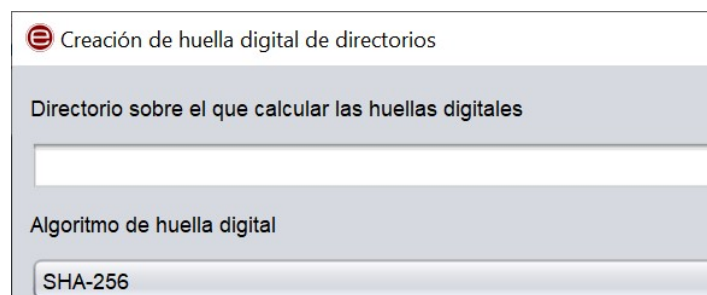 Creación de huella digital de directorios
Directorio sobre el que calcular las huellas digitales
Algoritmo de huella digital
SHA-256